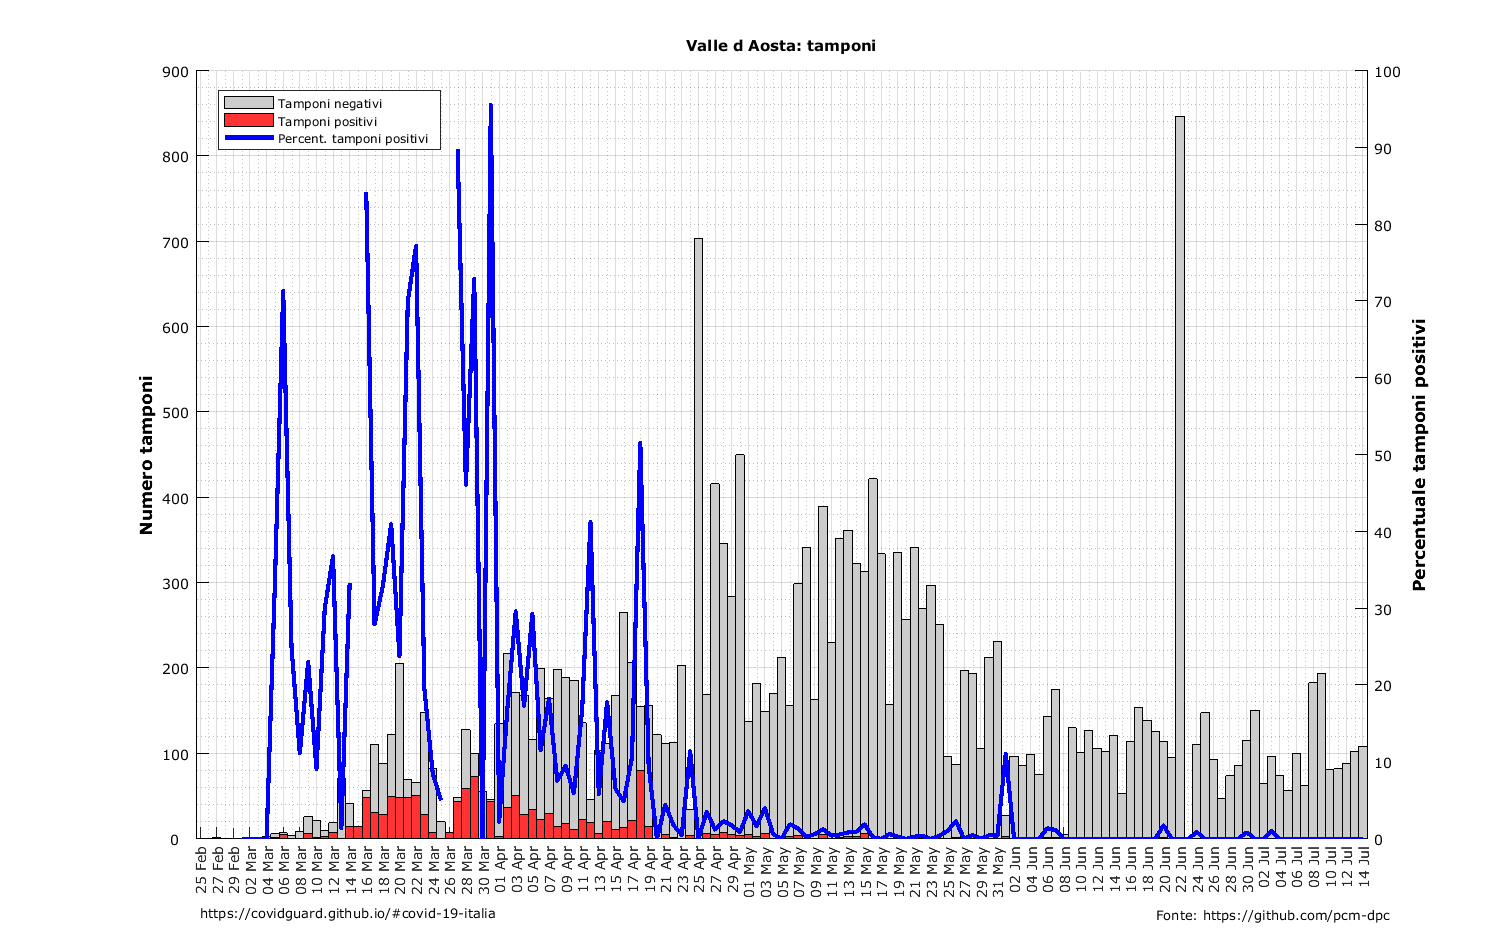 Valle d Aosta: tamponi
Tamponi negativi
Tamponi positivi
Percent. tamponi positivi
Numero tamponi
900
800
700
600
500
400
300
200
100
0
Percentuale tamponi positivi
100
90
80
70
60
50
40
30
20
10
0
25 Feb
27 Feb
29 Feb
02 Mar
04 Mar
06 Mar
08 Mar
10 Mar
12 Mar
14 Mar
16 Mar
18 Mar
20 Mar
22 Mar
24 Mar
26 Mar
28 Mar
30 Mar
01 Apr
03 Apr
05 Apr
07 Apr
09 Apr
11 Apr
13 Apr
15 Apr
17 Apr
19 Apr
21 Apr
23 Apr
25 Apr
27 Apr
29 Apr
01 May
03 May
05 May
07 May
09 May
11 May
13 May
15 May
17 May
19 May
21 May
23 May
25 May
27 May
29 May
31 May
02 Jun
04 Jun
06 Jun
08 Jun
10 Jun
12 Jun
14 Jun
16 Jun
18 Jun
20 Jun
22 Jun
24 Jun
26 Jun
28 Jun
30 Jun
02 Jul
04 Jul
06 Jul
08 Jul
10 Jul
12 Jul
14 Jul
https://covidguard.github.io/#covid-19-italia
Fonte: https://github.com/pcm-dpc